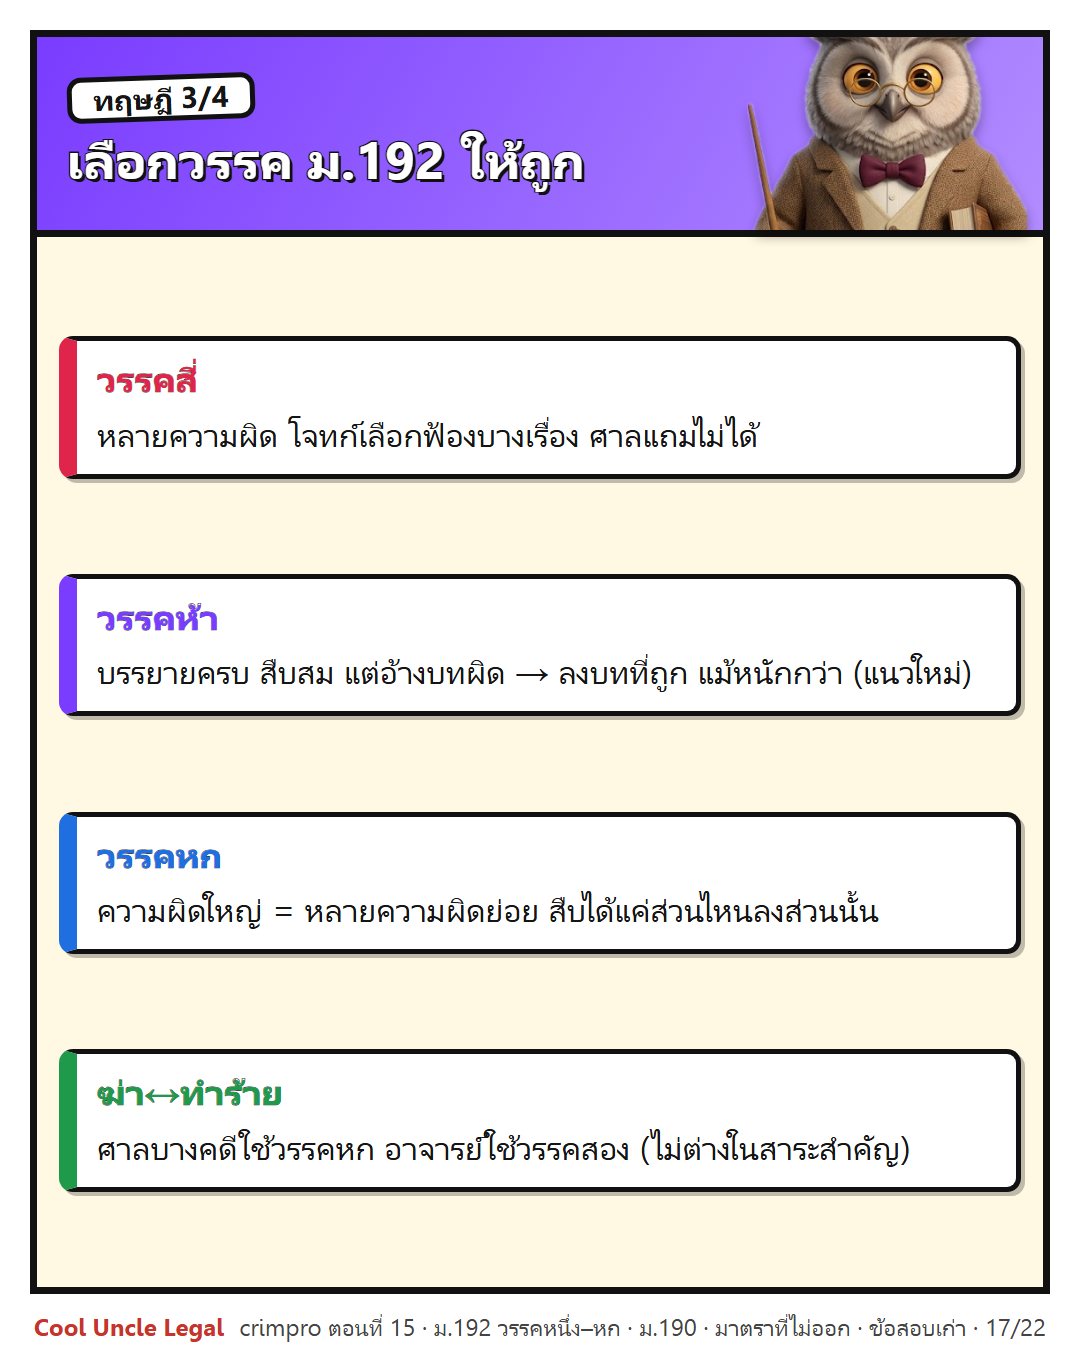 ทฤษฎี 3/4
เลือกวรรค ม.192 ให้ถูก
วรรคสี่
หลายความผิด โจทก์เลือกฟ้องบางเรื่อง ศาลแถมไม่ได้
วรรคห้า
บรรยายครบ สืบสม แต่อ้างบทผิด → ลงบทที่ถูก แม้หนักกว่า (แนวใหม่)
วรรคหก
ความผิดใหญ่ = หลายความผิดย่อย สืบได้แค่ส่วนไหนลงส่วนนั้น
ฆ่า↔ทำร้าย
ศาลบางคดีใช้วรรคหก อาจารย์ใช้วรรคสอง (ไม่ต่างในสาระสำคัญ)
Cool Uncle Legal crimpro ตอนที่ 15 · ม.192 วรรคหนึ่ง–หก · ม.190 · มาตราที่ไม่ออก · ข้อสอบเก่า · 17/22